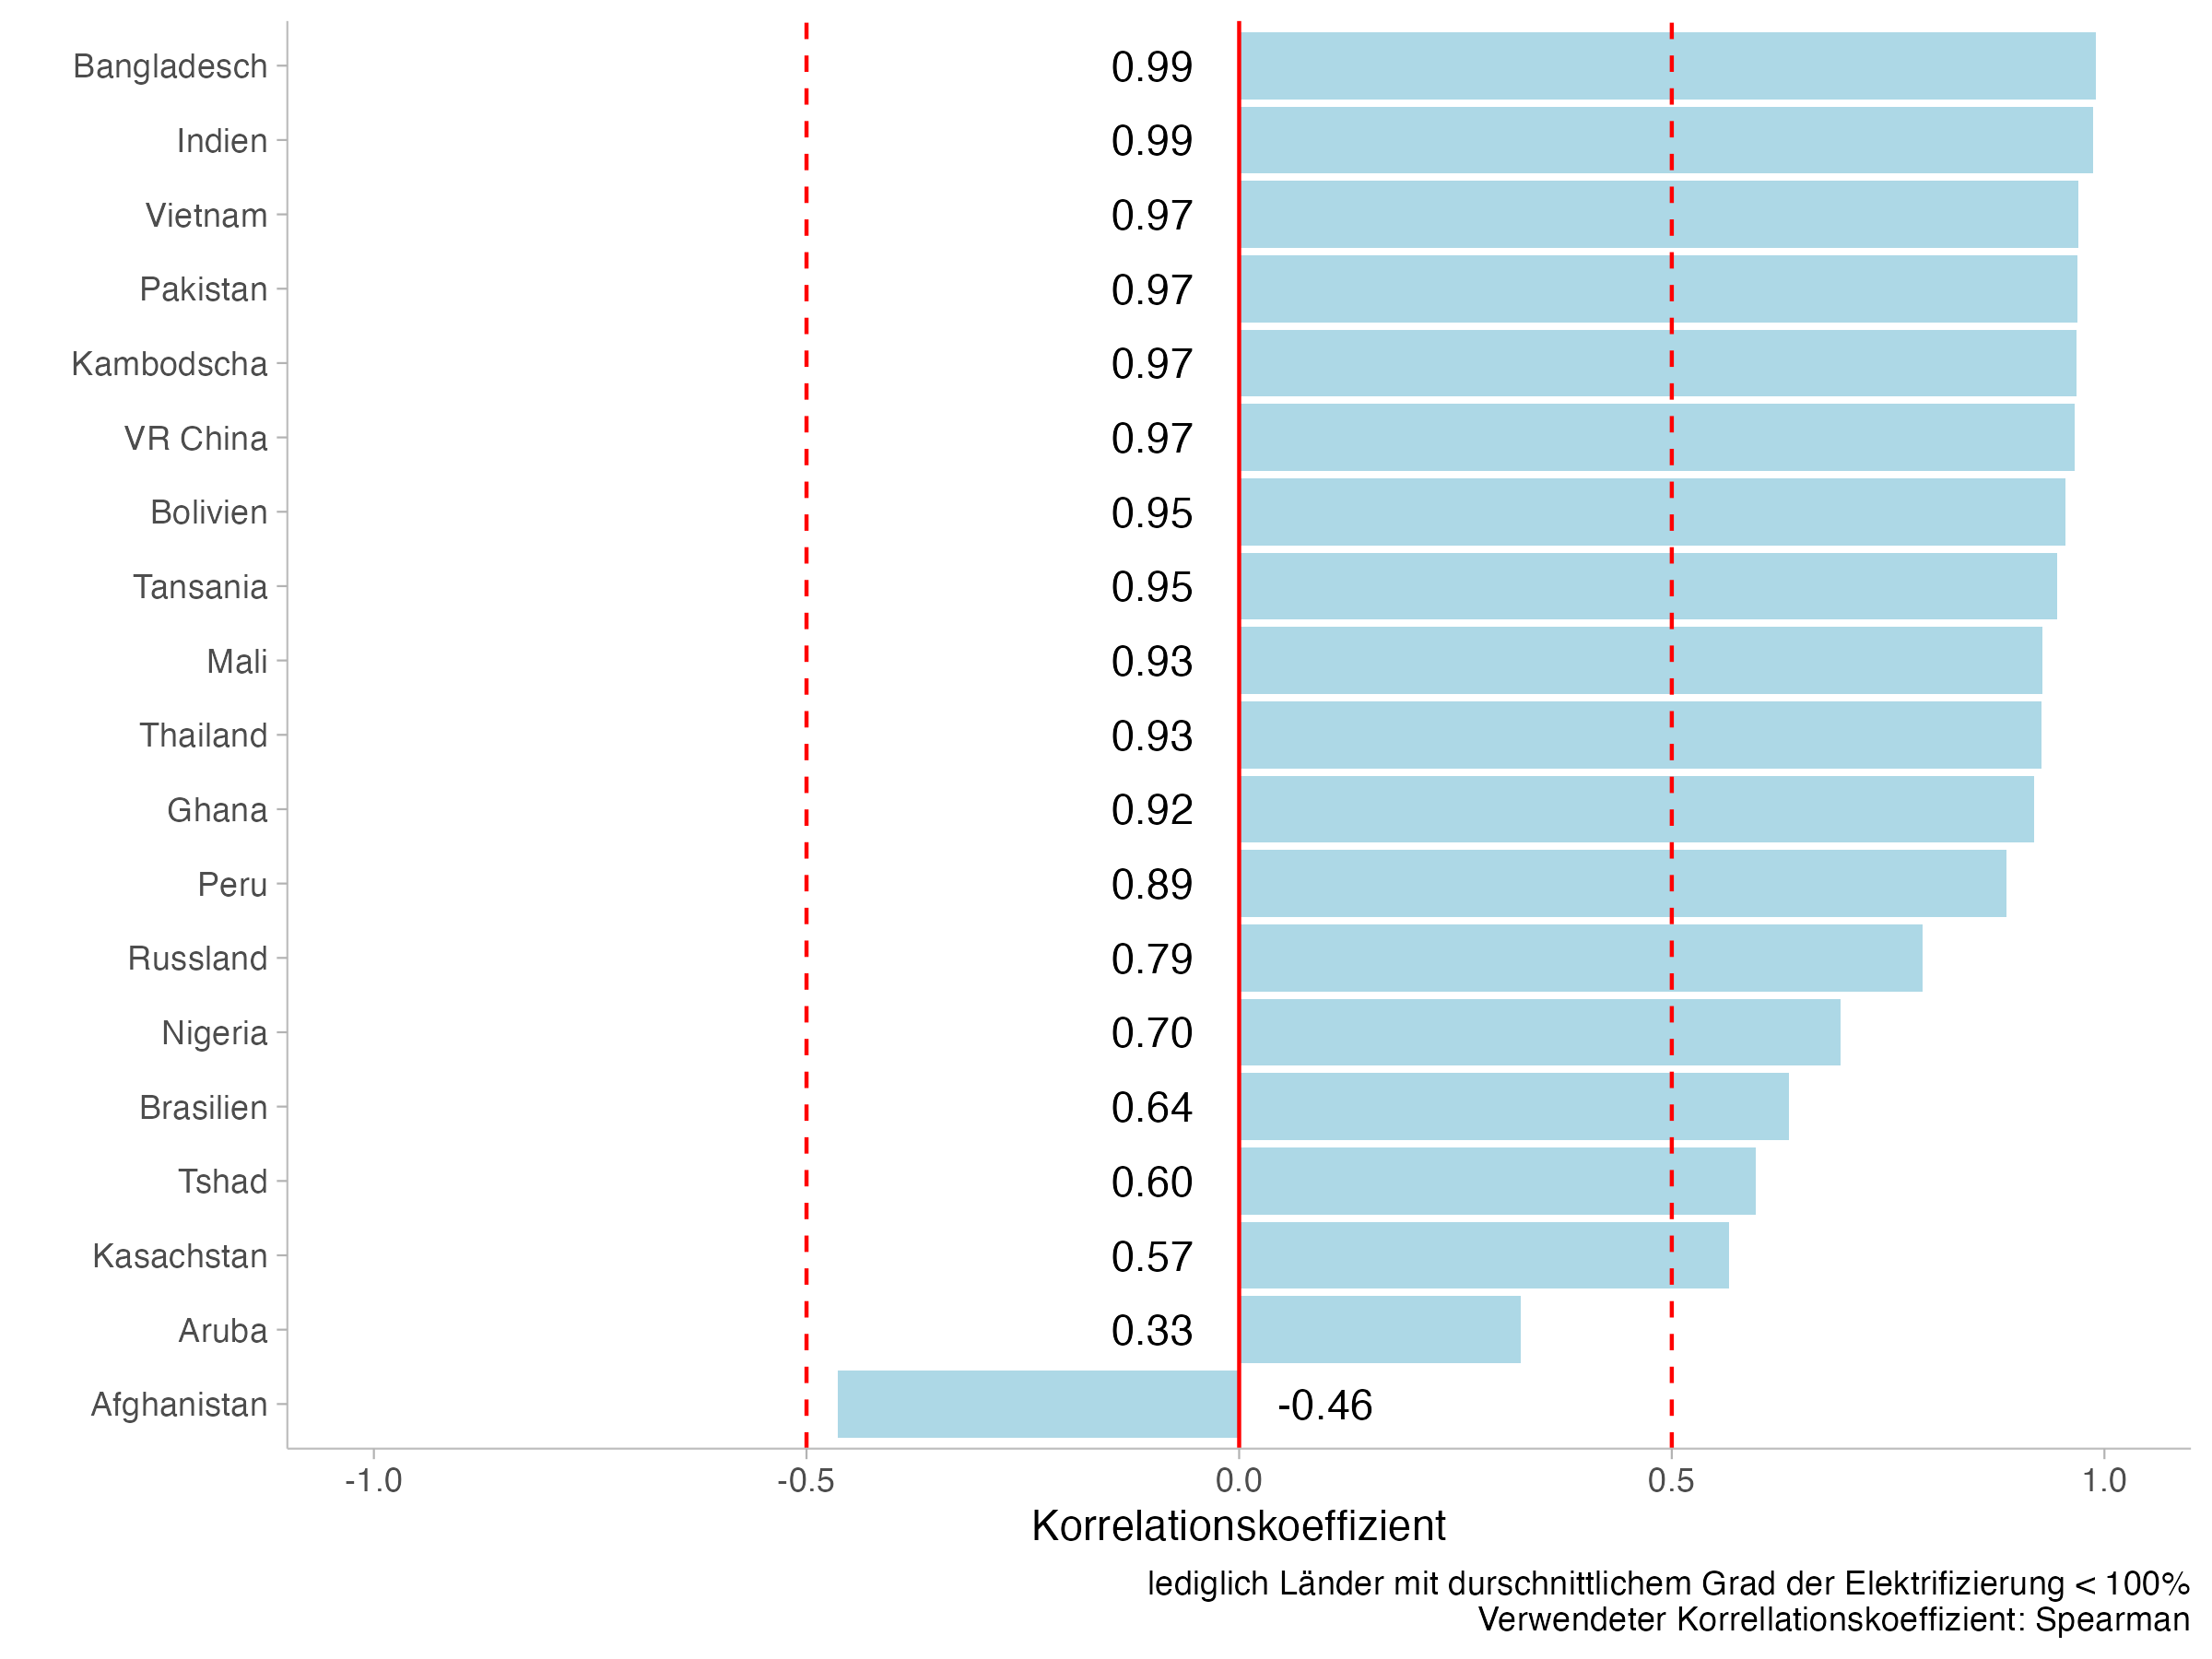 Bangladesch 0.99
Indien 0.99
Vietnam 0.97
Pakistan 0.97
Kambodscha 0.97
VR China 0.97
Bolivien 0.95
Tansania 0.95
Mali 0.93
Thailand 0.93
Ghana 0.92
Peru 0.89
Russland 0.79
Nigeria 0.70
Brasilien 0.64
Tshad 0.60
Kasachstan 0.57
Aruba 0.33
Afghanistan -0.46
-1.0 -0.5 0.0 0.5 1.0
Korrelationskoeffizient
lediglich Länder mit durschnittlichem Grad der Elektrifizierung < 100%
Verwendeter Korrellationskoeffizient: Spearman